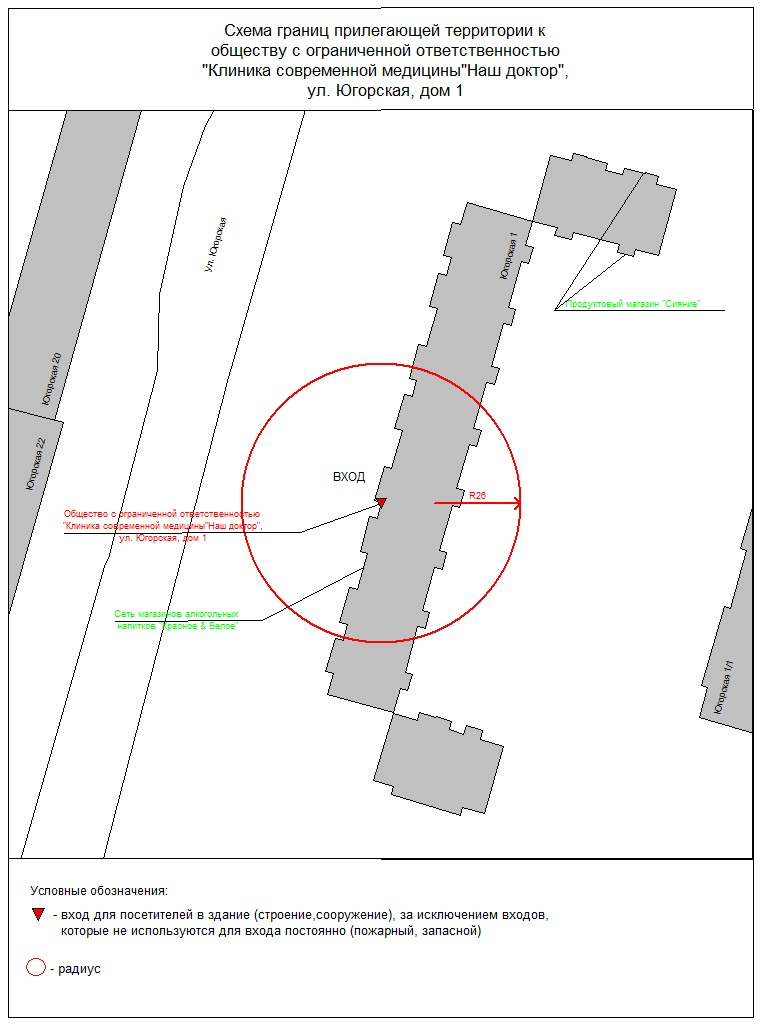 Схема границ прилегающей территории к
обществу с ограниченной ответственностью
"Клиника современной медицины"Наш доктор",
ул. Югорская, дом 1
Ул. Югорская
Югорская 1
Продуктовый магазин "Сияние"
Югорская 20
Югорская 22
ВХОД
R26
Общество с ограниченной ответственностью
"Клиника современной медицины"Наш доктор",
ул. Югорская, дом 1
Сеть магазинов алкогольных
напитков "Красное & Белое"
Югорская 1/1
Условные обозначения:
- вход для посетителей в здание (строение,сооружение), за исключением входов,
которые не используются для входа постоянно (пожарный, запасной)
- радиус